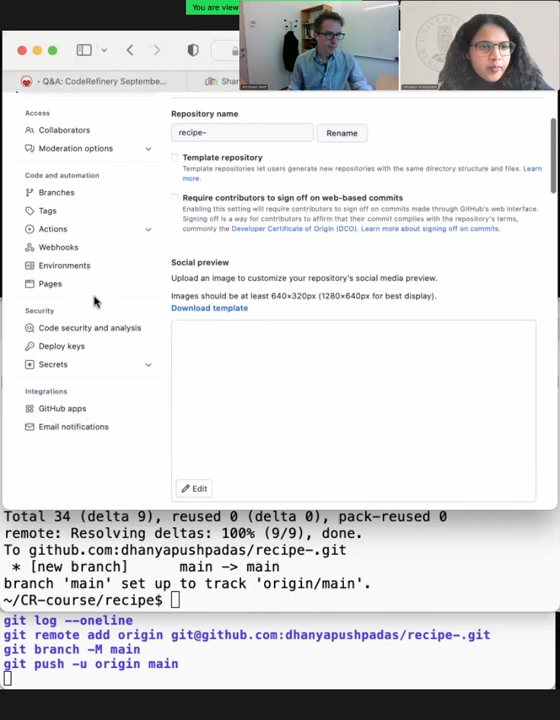 You are view
Q&A: CodeRefinery Septembe...
Shar
Access
Collaborators
Moderation options
Code and automation
Branches
Tags
Actions
Webhooks
Environments
Pages
Security
Code security and analysis
Deploy keys
Secrets
Integrations
GitHub apps
Email notifications
Repository name
recipe-
Rename
Template repository
Template repositories let users generate new repositories with the same directory structure and files. Learn
more.
Require contributors to sign off on web-based commits
Enabling this setting will require contributors to sign off on commits made through GitHub's web interface.
Signing off is a way for contributors to affirm that their commit complies with the repository's terms,
commonly the Developer Certificate of Origin (DCO). Learn more about signing off on commits.
Social preview
Upload an image to customize your repository's social media preview.
Images should be at least 640×320px (1280×640px for best display).
Download template
Edit
Total 34 (delta 9), reused 0 (delta 0), pack-reused 0
remote: Resolving deltas: 100% (9/9), done.
To github.com:dhanyapushpadas/recipe-.git
* [new branch]      main -> main
branch 'main' set up to track 'origin/main'.
~/CR-course/recipe$
git log --oneline
git remote add origin git@github.com:dhanyapushpadas/recipe-.git
git branch -M main
git push -u origin main